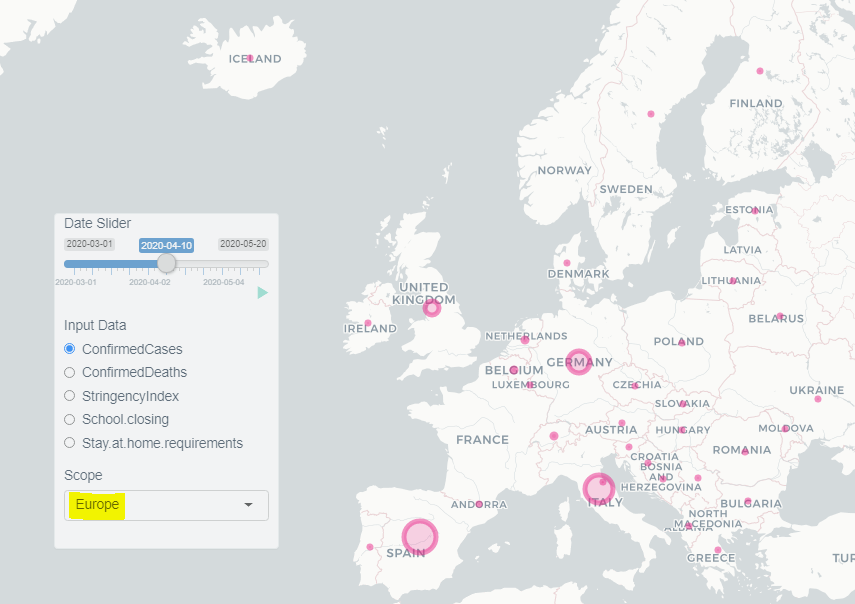 ICELAND
FINLAND
NORWAY
SWEDEN
ESTONIA
LATVIA
DENMARK
LITHUANIA
UNITED
KINGDOM
BELARUS
IRELAND
NETHERLANDS
POLAND
GERMANY
BELGIUM
LUXEMBOURG
CZECHIA
UKRAINE
SLOVAKIA
AUSTRIA
HUNGARY
MOLDOVA
FRANCE
ROMANIA
CROATIA
BOSNIA
AND
HERZEGOVINA
ANDORRA
ITALY
BULGARIA
NORTH
MACEDONIA
ALBANIA
SPAIN
GREECE
TUR
Date Slider
2020-03-01 2020-04-10 2020-05-20
2020-03-01 2020-04-02 2020-05-04
Input Data
ConfirmedCases
ConfirmedDeaths
StringencyIndex
School.closing
Stay.at.home.requirements
Scope
Europe